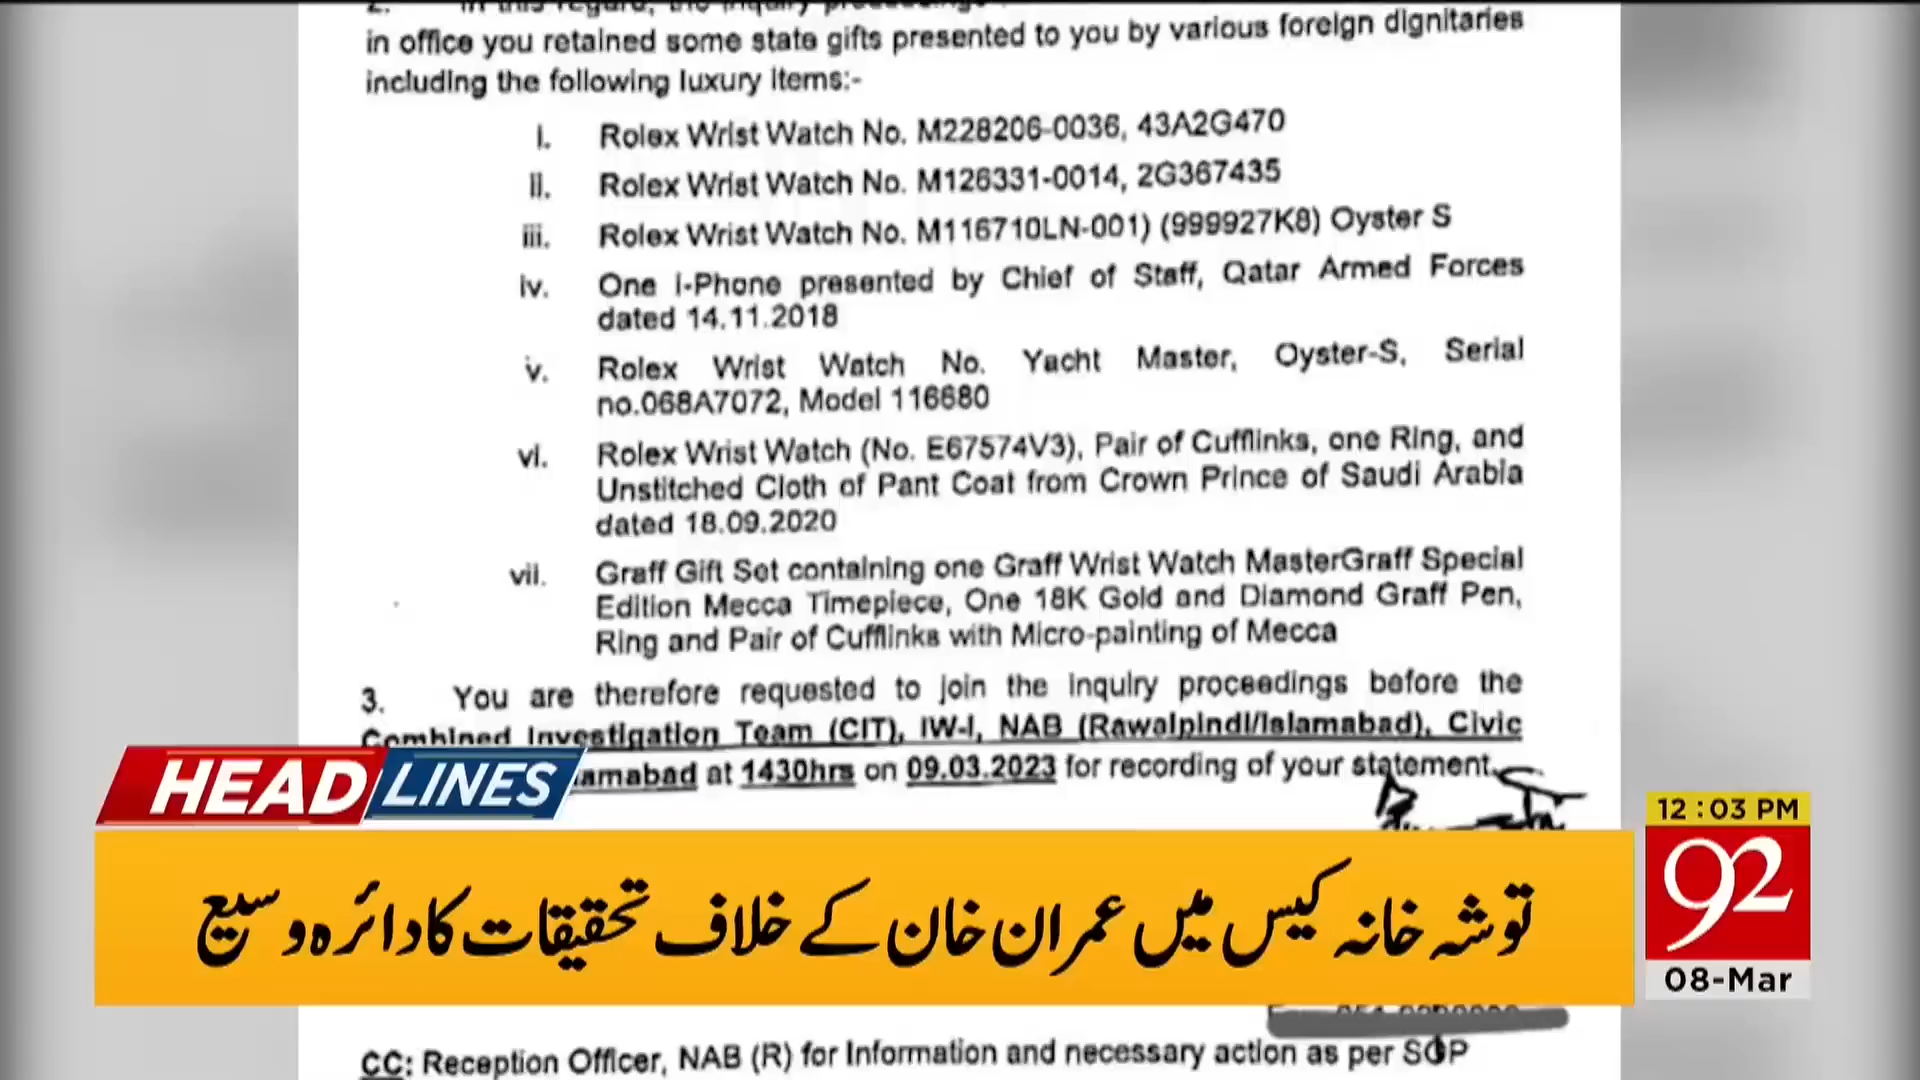 2. In this regard, the inquiry proceedings
in office you retained some state gifts presented to you by various foreign dignitaries
including the following luxury items:-
i. Rolex Wrist Watch No. M228206-0036, 43A2G470
ii. Rolex Wrist Watch No. M126331-0014, 2G367435
iii. Rolex Wrist Watch No. M116710LN-001) (999927K8) Oyster S
iv. One i-Phone presented by Chief of Staff, Qatar Armed Forces
dated 14.11.2018
v. Rolex Wrist Watch No. Yacht Master, Oyster-S, Serial
no.068A7072, Model 116680
vi. Rolex Wrist Watch (No. E67574V3), Pair of Cufflinks, one Ring, and
Unstitched Cloth of Pant Coat from Crown Prince of Saudi Arabia
dated 18.09.2020
vii. Graff Gift Set containing one Graff Wrist Watch MasterGraff Special
Edition Mecca Timepiece, One 18K Gold and Diamond Graff Pen,
Ring and Pair of Cufflinks with Micro-painting of Mecca
3. You are therefore requested to join the inquiry proceedings before the
Combined Investigation Team (CIT), IW-I, NAB (Rawalpindi/Islamabad), Civic
amabad at 1430hrs on 09.03.2023 for recording of your statement.
HEADLINES
توشہ خانہ کیس میں عمران خان کے خلاف تحقیقات کا دائرہ وسیع
12:03 PM
92
08-Mar
CC: Reception Officer, NAB (R) for Information and necessary action as per SOP